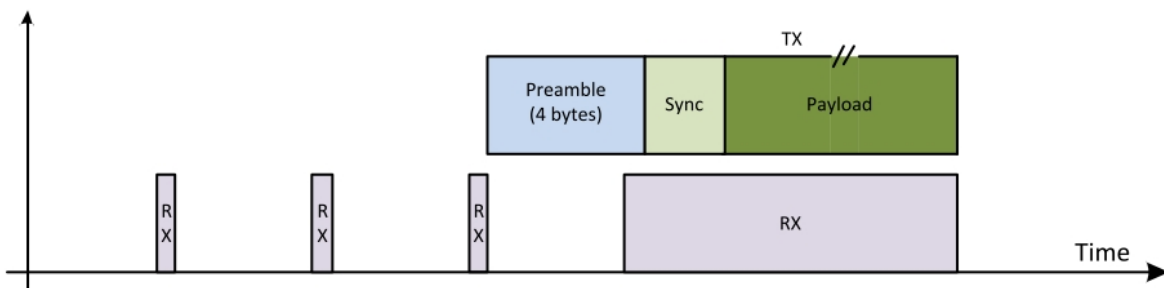 TX
Preamble
(4 bytes)
Sync
Payload
R
X
R
X
R
X
RX
Time